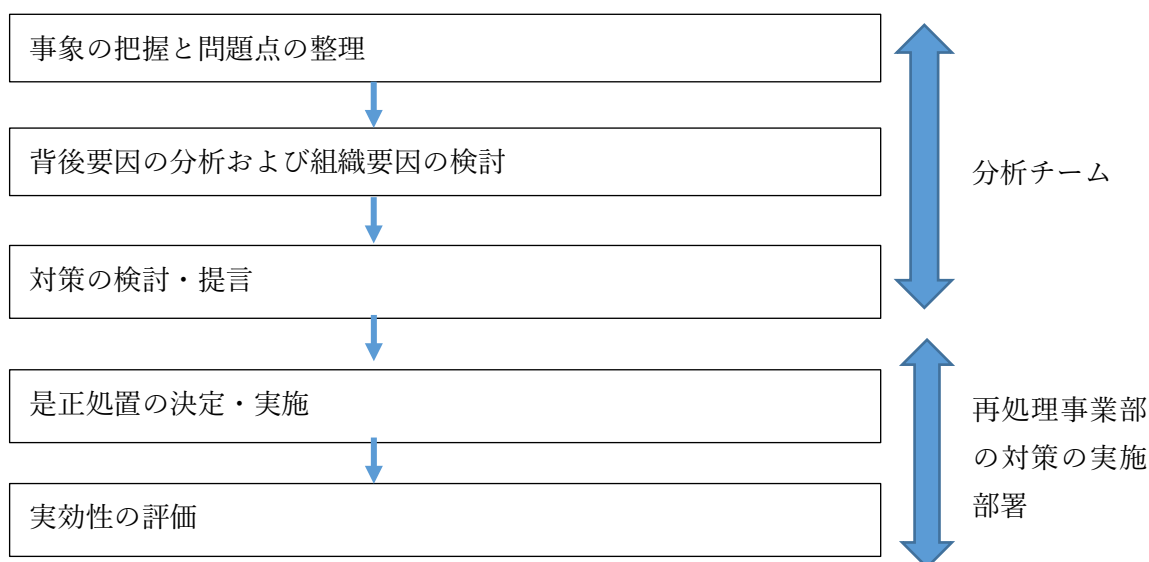 事象の把握と問題点の整理
背後要因の分析および組織要因の検討
対策の検討・提言
分析チーム
是正処置の決定・実施
実効性の評価
再処理事業部
の対策の実施
部署